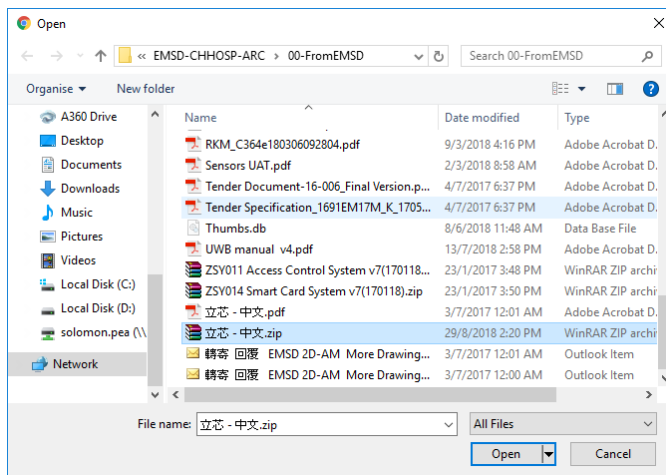 Open
« EMSD-CHHOSP-ARC > 00-FromEMSD
Search 00-FromEMSD
Organise
New folder
Name
Date modified
Type
A360 Drive
Desktop
Documents
Downloads
Music
Pictures
Videos
Local Disk (C:)
Local Disk (D:)
solomon.pea (\\
Network
RKM_C364e180306092804.pdf 9/3/2018 4:16 PM Adobe Acrobat D.
Sensors UAT.pdf 2/3/2018 8:58 AM Adobe Acrobat D.
Tender Document-16-006_Final Version.p... 4/7/2017 6:37 PM Adobe Acrobat D.
Tender Specification_1691EM17M_K_1705... 4/7/2017 6:37 PM Adobe Acrobat D.
Thumbs.db 8/6/2018 11:48 AM Data Base File
UWB manual v4.pdf 13/7/2018 2:58 PM Adobe Acrobat D.
ZSY011 Access Control System v7(170118... 23/1/2017 3:48 PM WinRAR ZIP archi
ZSY014 Smart Card System v7(170118).zip 23/1/2017 3:50 PM WinRAR ZIP archi
立芯 - 中文.pdf 3/7/2017 12:01 AM Adobe Acrobat D.
立芯 - 中文.zip 29/8/2018 2:20 PM WinRAR ZIP archi
轉寄 回覆 EMSD 2D-AM More Drawing... 3/7/2017 12:01 AM Outlook Item
轉寄 回覆 EMSD 2D-AM More Drawing... 3/7/2017 12:00 AM Outlook Item
File name: 立芯 - 中文.zip
All Files
Open
Cancel